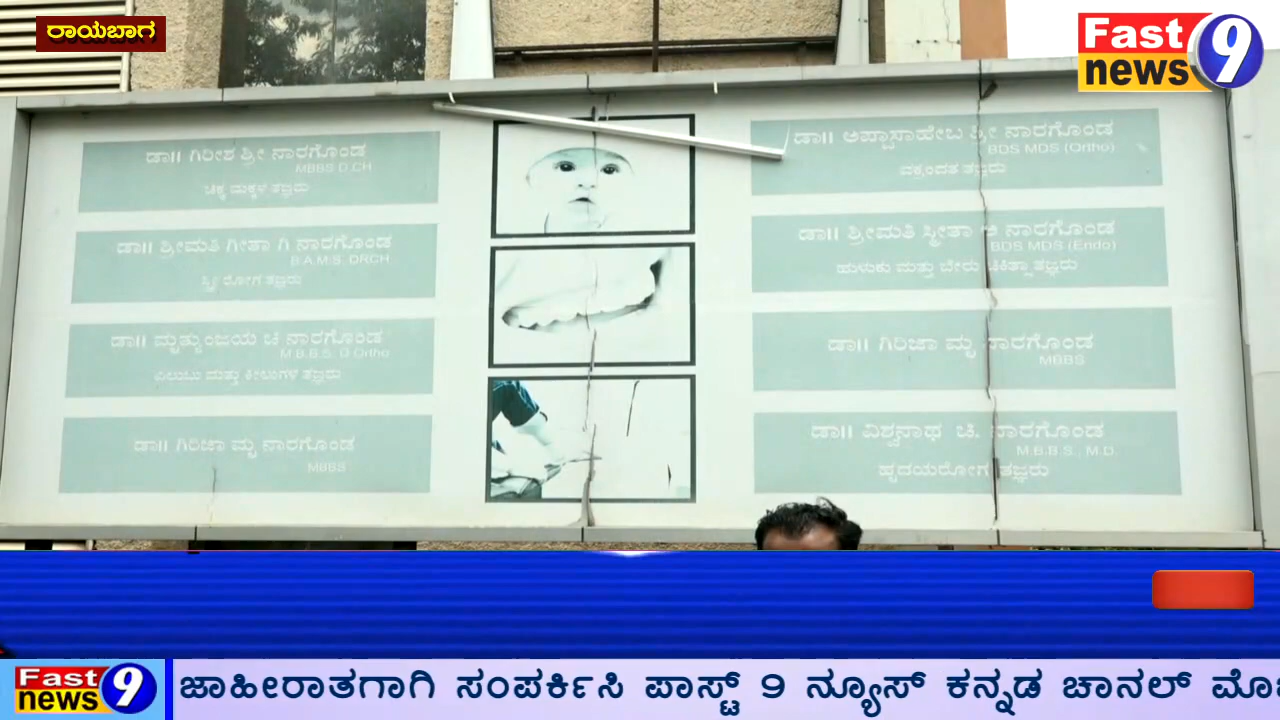 ರಾಯಬಾಗ
Fast
news 9
ಡಾ॥ ಗಿರೀಶ ಶ್ರೀ ನಾರಗೊಂಡ
MBBS D.CH
ಚಿಕ್ಕ ಮಕ್ಕಳ ತಜ್ಞರು
ಡಾ॥ ಶ್ರೀಮತಿ ಗೀತಾ ಗಿ ನಾರಗೊಂಡ
B.A.M.S. DRCH
ಸ್ತ್ರೀ ರೋಗ ತಜ್ಞರು
ಡಾ॥ ಮೃತ್ಯುಂಜಯ ಚಿ ನಾರಗೊಂಡ
M.B.B.S. D Ortho
ಎಲುಬು ಮತ್ತು ಕೀಲುಗಳ ತಜ್ಞರು
ಡಾ॥ ಗಿರಿಜಾ ಮೃ ನಾರಗೊಂಡ
MBBS
ಡಾ॥ ಅಪ್ಪಾಸಾಹೇಬ ಶ್ರೀ ನಾರಗೊಂಡ
BDS MDS (Ortho)
ವಕ್ರದಂತ ತಜ್ಞರು
ಡಾ॥ ಶ್ರೀಮತಿ ಸ್ಮೀತಾ ಅ ನಾರಗೊಂಡ
BDS MDS (Endo)
ಹುಳುಕು ಮತ್ತು ಬೇರು ಚಿಕಿತ್ಸಾ ತಜ್ಞರು
ಡಾ॥ ಗಿರಿಜಾ ಮೃ ನಾರಗೊಂಡ
MBBS
ಡಾ॥ ವಿಶ್ವನಾಥ ಚಿ. ನಾರಗೊಂಡ
M.B.B.S., M.D.
ಹೃದಯರೋಗ ತಜ್ಞರು
Fast
news 9
ಜಾಹೀರಾತಗಾಗಿ ಸಂಪರ್ಕಿಸಿ ಪಾಸ್ಟ್ 9 ನ್ಯೂಸ್ ಕನ್ನಡ ಚಾನಲ್